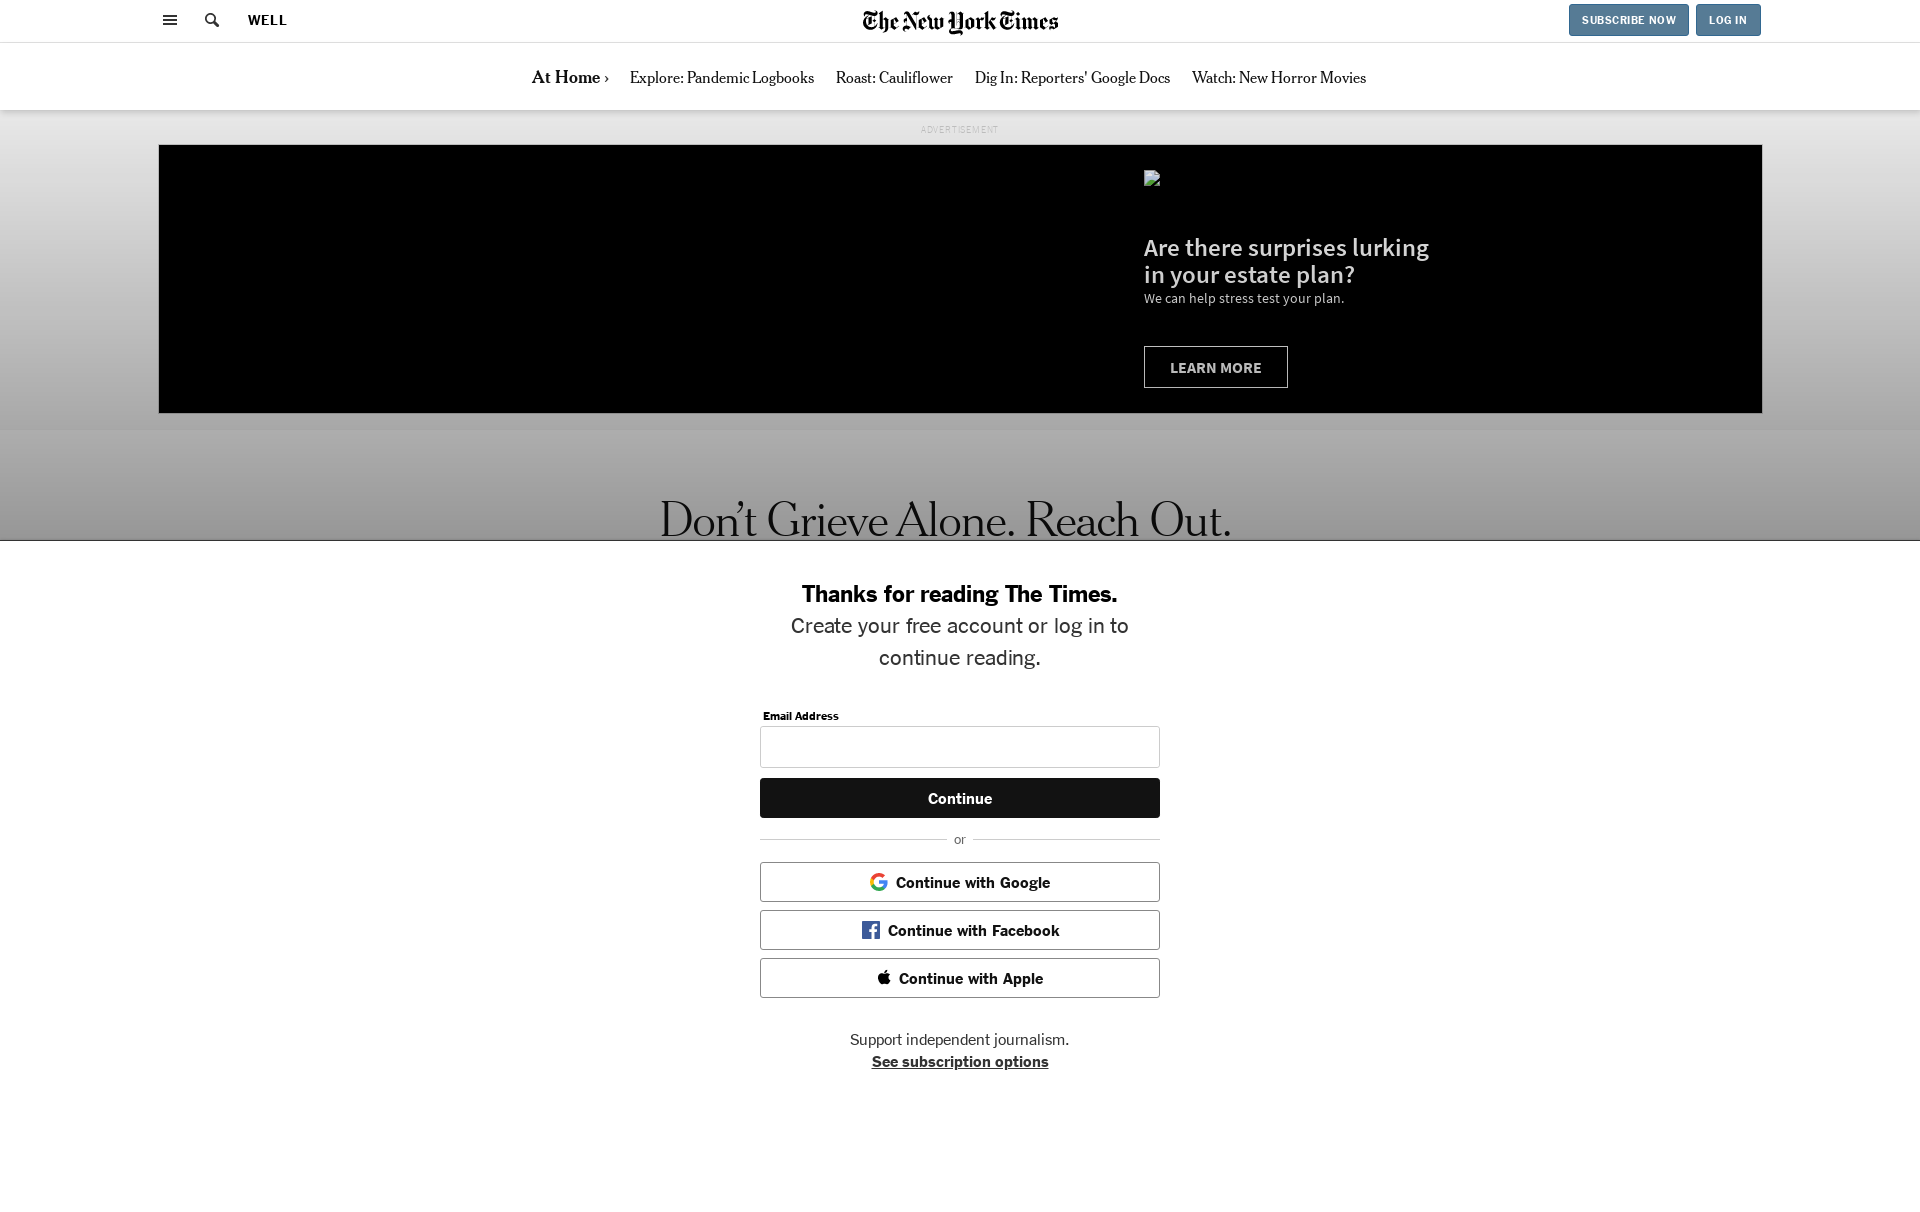 WELL
The New York Times
SUBSCRIBE NOW
LOG IN
At Home ›
Explore: Pandemic Logbooks
Roast: Cauliflower
Dig In: Reporters' Google Docs
Watch: New Horror Movies
ADVERTISEMENT
Are there surprises lurking
in your estate plan?
We can help stress test your plan.
LEARN MORE
Don’t Grieve Alone. Reach Out.
Thanks for reading The Times.
Create your free account or log in to
continue reading.
Email Address
Continue
or
Continue with Google
Continue with Facebook
Continue with Apple
Support independent journalism.
See subscription options